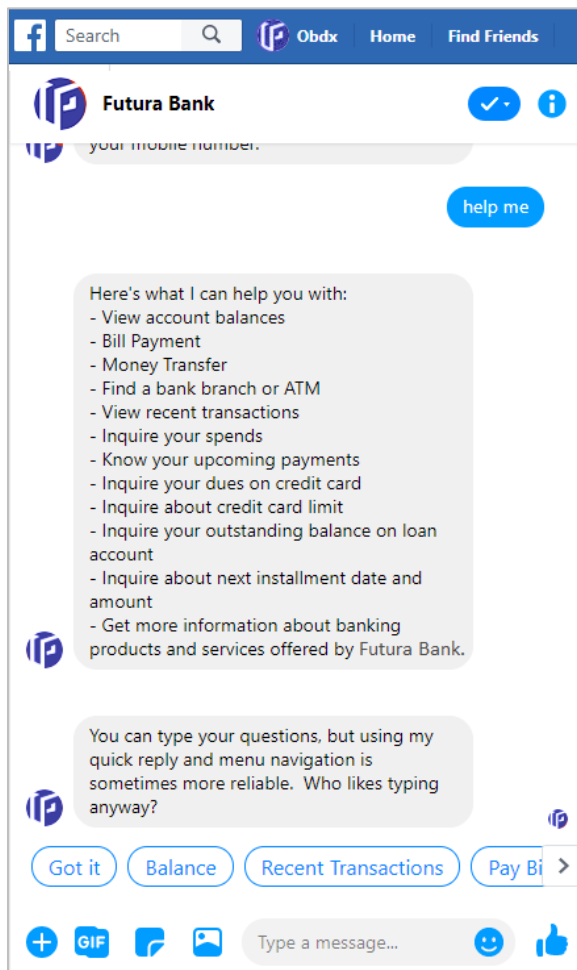 Search
Obdx
Home
Find Friends
Futura Bank
your mobile number.
help me
Here's what I can help you with:
- View account balances
- Bill Payment
- Money Transfer
- Find a bank branch or ATM
- View recent transactions
- Inquire your spends
- Know your upcoming payments
- Inquire your dues on credit card
- Inquire about credit card limit
- Inquire your outstanding balance on loan
account
- Inquire about next installment date and
amount
- Get more information about banking
products and services offered by Futura Bank.
You can type your questions, but using my
quick reply and menu navigation is
sometimes more reliable.  Who likes typing
anyway?
Got it
Balance
Recent Transactions
Pay Bi
GIF
Type a message...